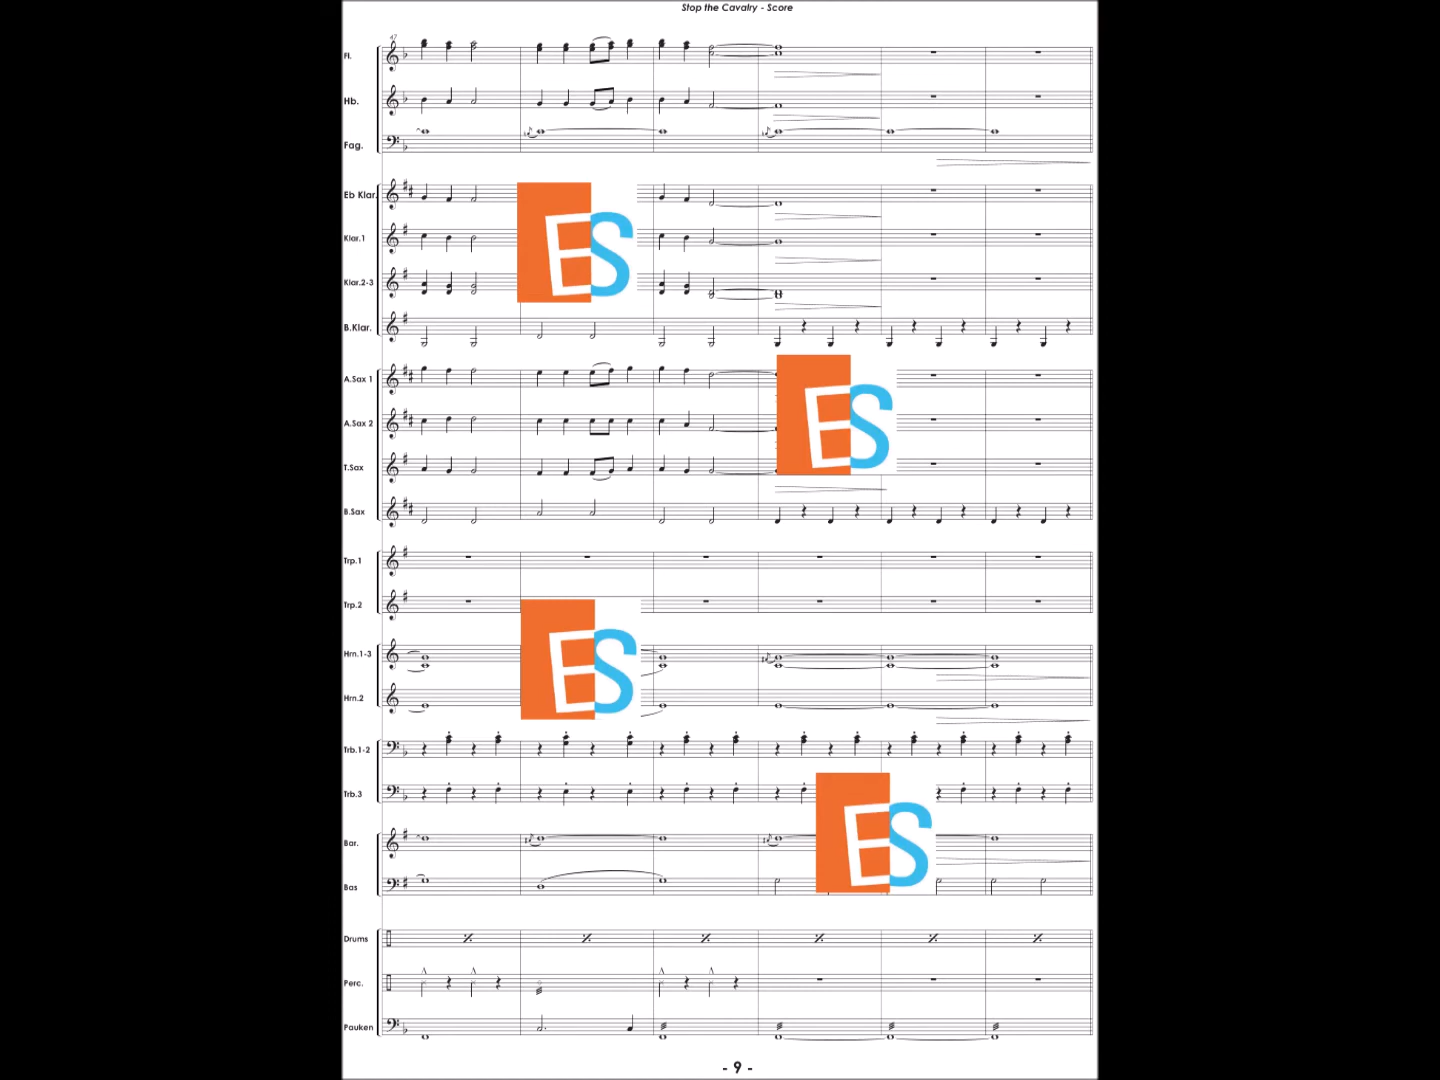 Stop the Cavalry - Score
47
Fl.
Hb.
Fag.
Eb Klar.
Klar.1
Klar.2-3
B.Klar.
A.Sax 1
A.Sax 2
T.Sax
B.Sax
Trp.1
Trp.2
Hrn.1-3
Hrn.2
Trb.1-2
Trb.3
Bar.
Bas
Drums
Perc.
Pauken
ES
ES
ES
ES
- 9 -